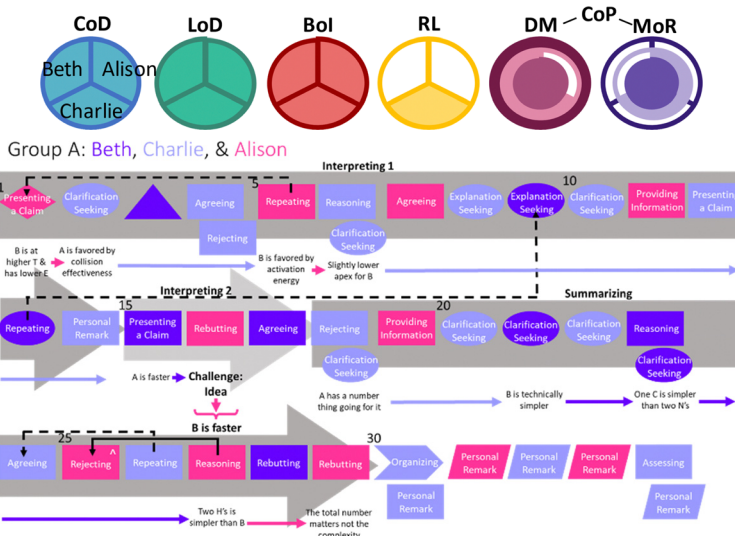 CoD LoD BoI RL DM CoP MoR
Beth Alison
Charlie
Group A: Beth, Charlie, & Alison
Interpreting 1
1 5 10
Presenting a Claim
Clarification Seeking
Agreeing
Rejecting
Repeating
Reasoning
Clarification Seeking
Agreeing
Explanation Seeking
Explanation Seeking
Clarification Seeking
Providing Information
Presentin
a Claim
B is at higher T & has lower E
A is favored by collision effectiveness
B is favored by activation energy
Slightly lower apex for B
Interpreting 2
Summarizing
15 20
Repeating
Personal Remark
Presenting a Claim
Rebutting
Agreeing
Rejecting
Clarification Seeking
Providing Information
Clarification Seeking
Clarification Seeking
Clarification Seeking
Reasoning
Clarification Seeking
A is faster
Challenge: Idea
B is faster
A has a number thing going for it
B is technically simpler
One C is simpler than two N's
25 30
Agreeing
Rejecting ^
Repeating
Reasoning
Rebutting
Rebutting
Organizing
Personal Remark
Personal Remark
Personal Remark
Personal Remark
Assessing
Personal Remark
Two H's is simpler than B
The total number matters not the complexity